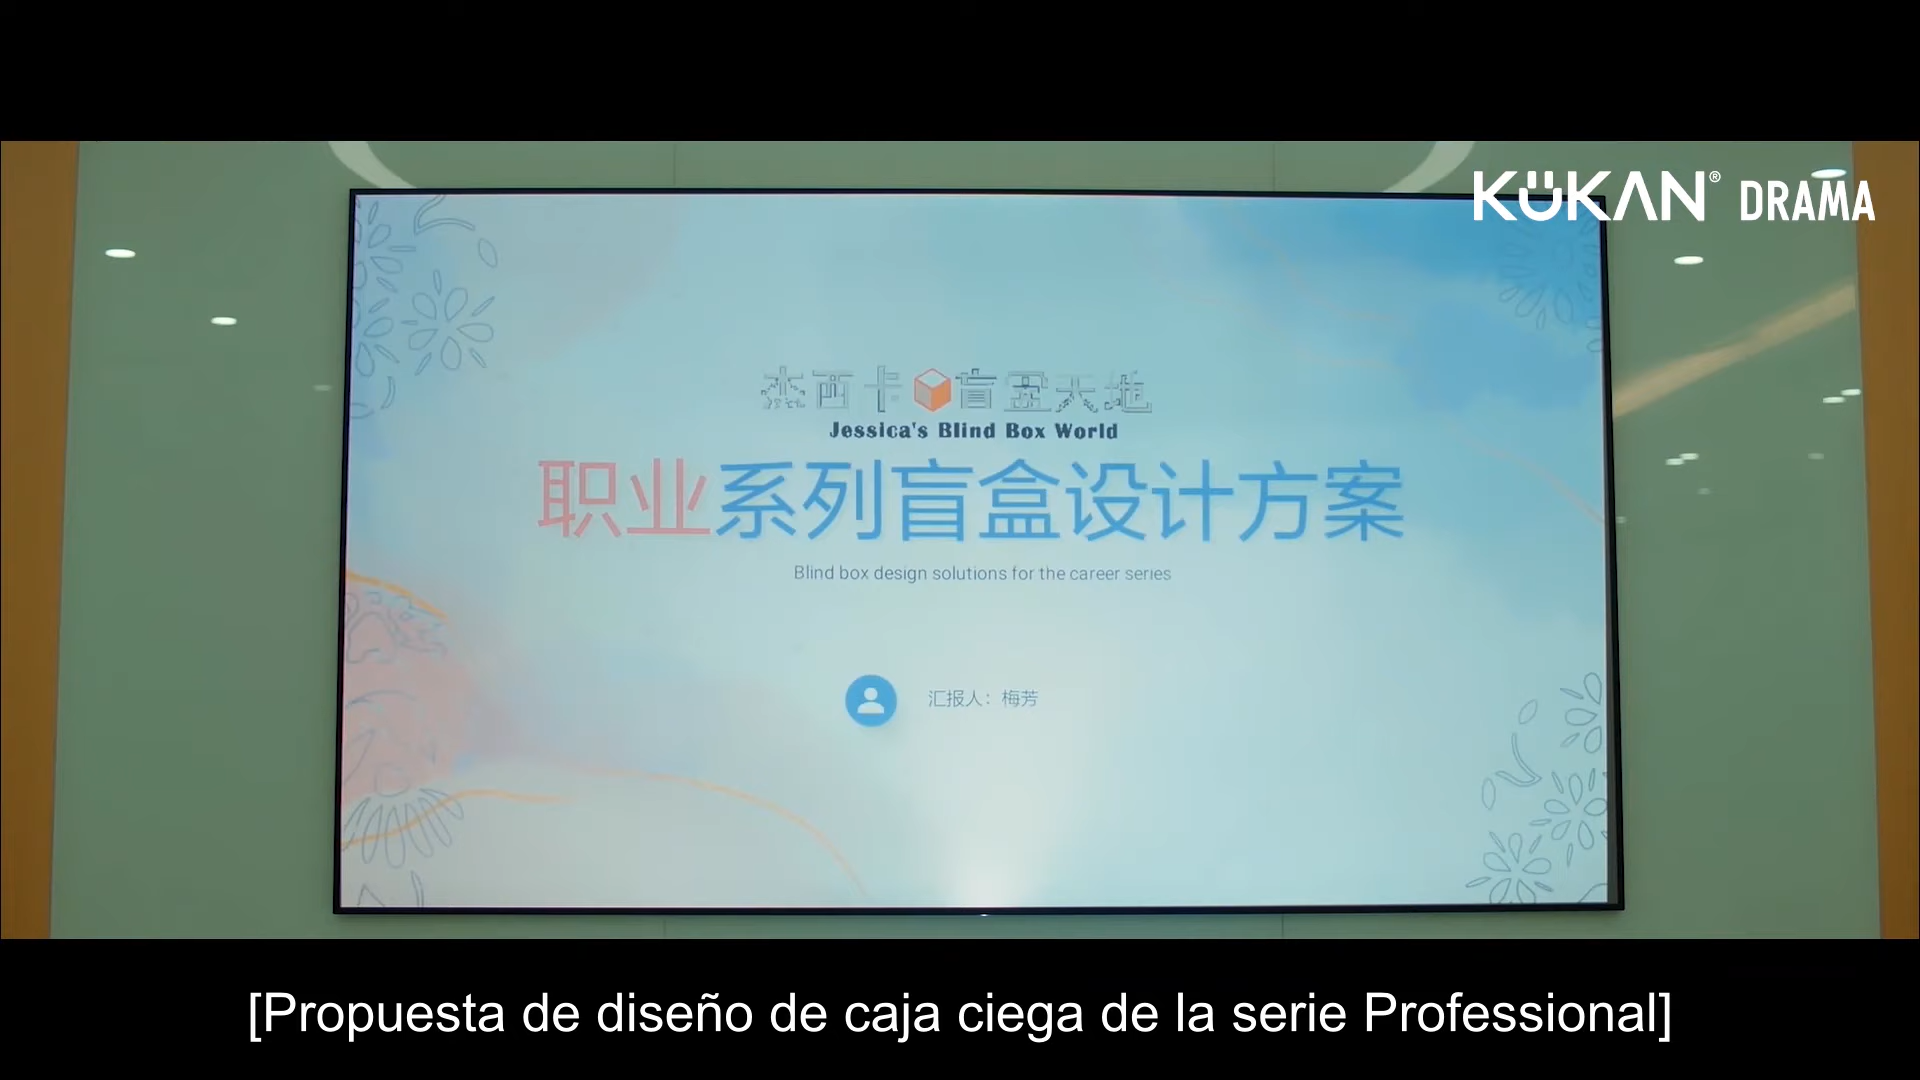 KÜKAN® DRAMA
杰西卡盲盒天地
Jessica's Blind Box World
职业系列盲盒设计方案
Blind box design solutions for the career series
汇报人：梅芳
[Propuesta de diseño de caja ciega de la serie Professional]